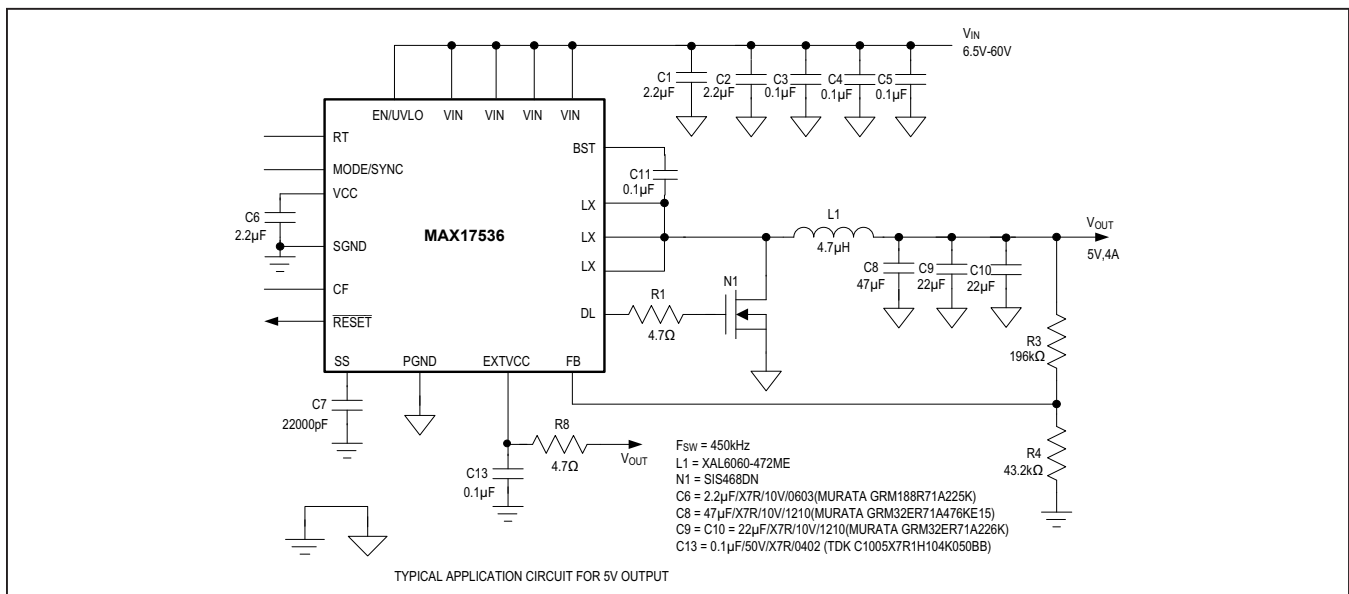 VIN
6.5V-60V
C1
2.2µF
C2
2.2µF
C3
0.1µF
C4
0.1µF
C5
0.1µF
EN/UVLO
VIN
VIN
VIN
VIN
RT
MODE/SYNC
VCC
SGND
CF
RESET
SS
PGND
EXTVCC
FB
BST
LX
LX
LX
DL
MAX17536
C6
2.2µF
C11
0.1µF
L1
4.7µH
VOUT
5V,4A
C8
47µF
C9
22µF
C10
22µF
N1
R1
4.7Ω
R3
196kΩ
R4
43.2kΩ
C7
22000pF
R8
4.7Ω
VOUT
C13
0.1µF
FSW = 450kHz
L1 = XAL6060-472ME
N1 = SIS468DN
C6 = 2.2µF/X7R/10V/0603(MURATA GRM188R71A225K)
C8 = 47µF/X7R/10V/1210(MURATA GRM32ER71A476KE15)
C9 = C10 = 22µF/X7R/10V/1210(MURATA GRM32ER71A226K)
C13 = 0.1µF/50V/X7R/0402 (TDK C1005X7R1H104K050BB)
TYPICAL APPLICATION CIRCUIT FOR 5V OUTPUT